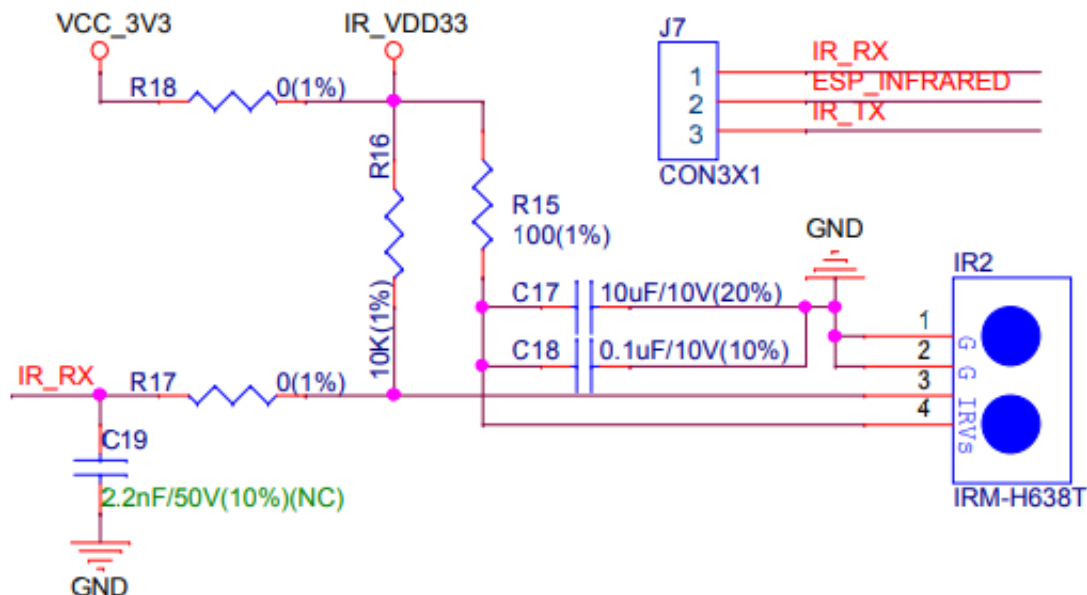 VCC_3V3
IR_VDD33
J7
IR_RX
1
ESP_INFRARED
2
IR_TX
3
CON3X1
R18
0(1%)
R16
10K(1%)
R15
100(1%)
GND
IR2
C17
10uF/10V(20%)
C18
0.1uF/10V(10%)
1
G
2
G
3
IR
4
Vs
IRM-H638T
IR_RX
R17
0(1%)
C19
2.2nF/50V(10%)(NC)
GND